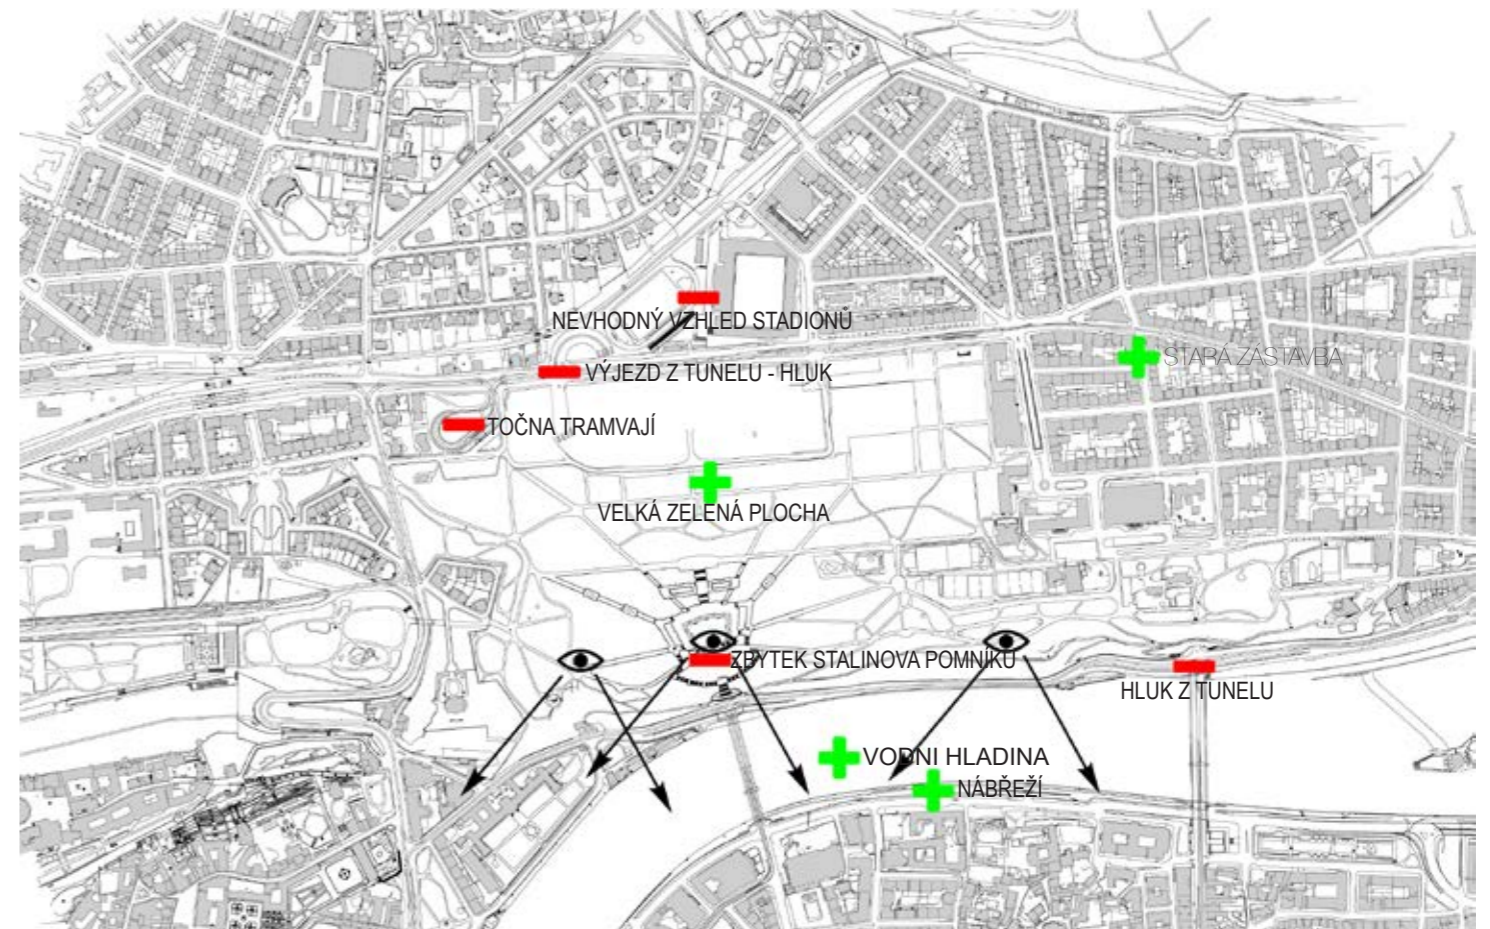 NEVHODNÝ VZHLED STADIONŮ
STARÁ ZÁSTAVBA
VÝJEZD Z TUNELU - HLUK
TOČNA TRAMVAJÍ
VELKÁ ZELENÁ PLOCHA
ZBYTEK STALINOVA POMNÍKU
HLUK Z TUNELU
VODNI HLADINA
NÁBŘEŽÍ